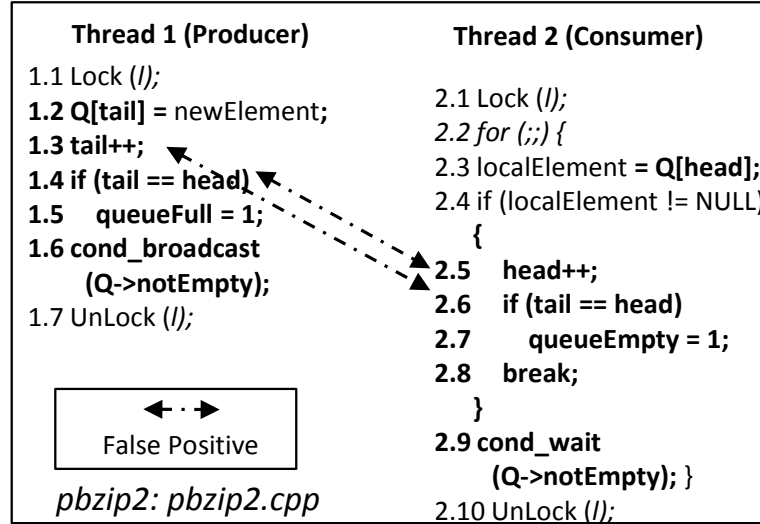 Thread 1 (Producer)
1.1 Lock (l);
1.2 Q[tail] = newElement;
1.3 tail++;
1.4 if (tail == head)
1.5 queueFull = 1;
1.6 cond_broadcast
(Q->notEmpty);
1.7 UnLock (l);
False Positive
pbzip2: pbzip2.cpp
Thread 2 (Consumer)
2.1 Lock (l);
2.2 for (;;) {
2.3 localElement = Q[head];
2.4 if (localElement != NULL)
{
2.5 head++;
2.6 if (tail == head)
2.7 queueEmpty = 1;
2.8 break;
}
2.9 cond_wait
(Q->notEmpty); }
2.10 UnLock (l);